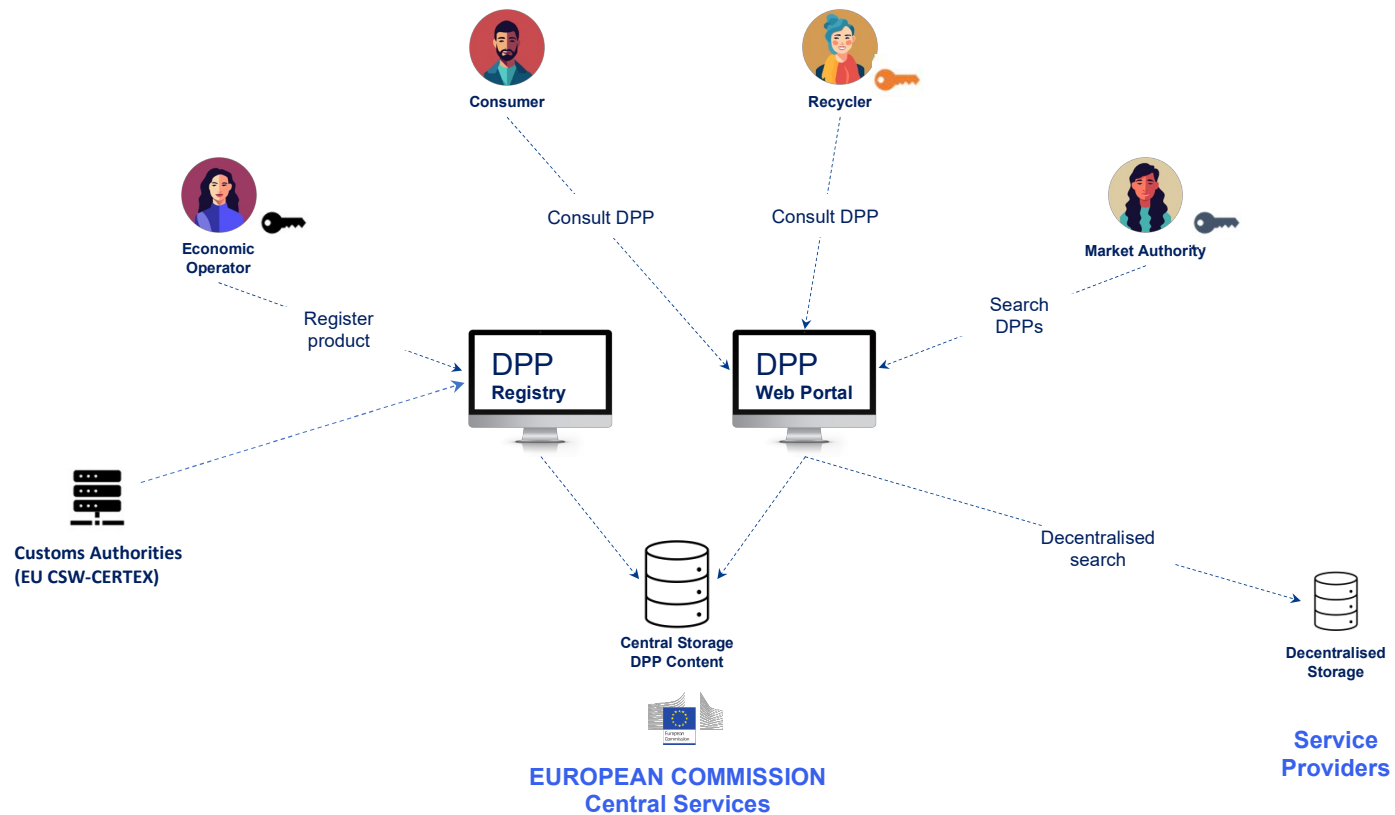 Consumer
Recycler
Economic
Operator
Consult DPP
Consult DPP
Market Authority
Register
product
Search
DPPs
DPP
Registry
DPP
Web Portal
Customs Authorities
(EU CSW-CERTEX)
Decentralised
search
Central Storage
DPP Content
Decentralised
Storage
European
Commission
Service
Providers
EUROPEAN COMMISSION
Central Services